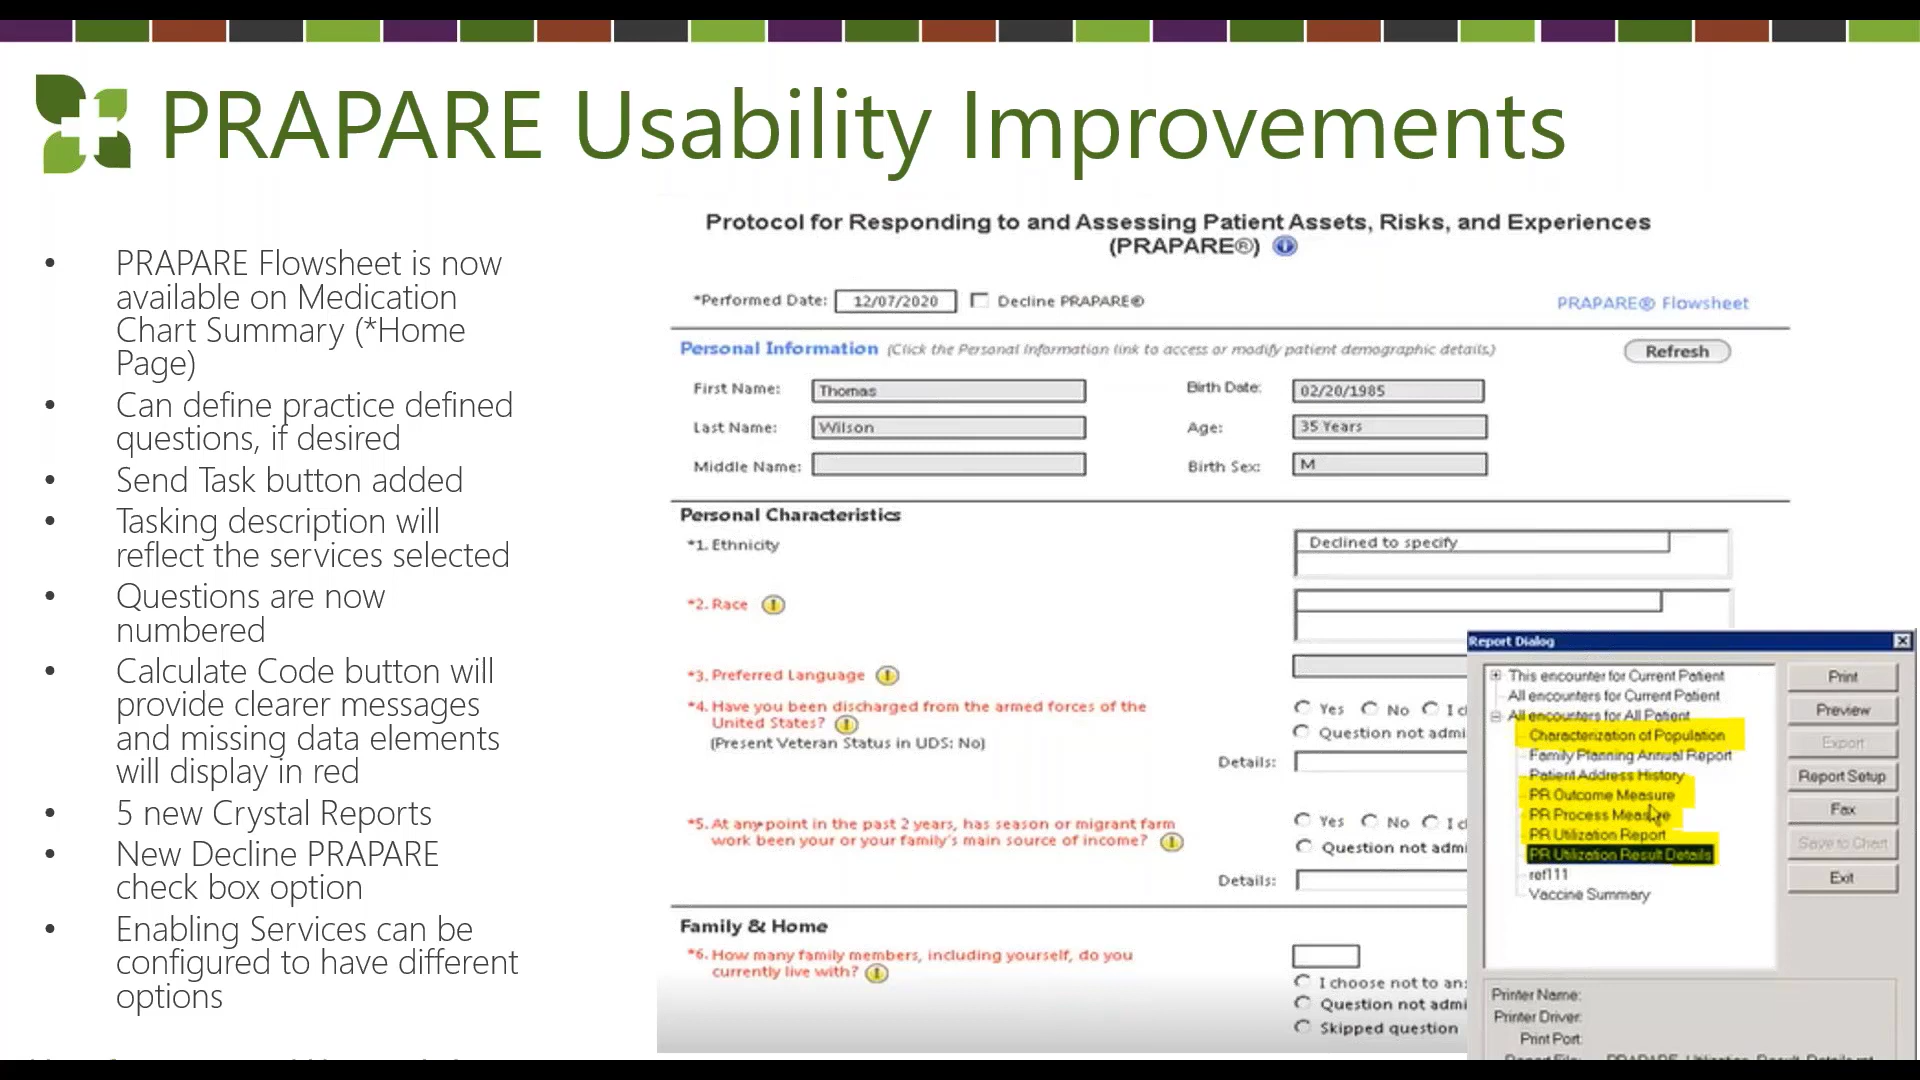 PRAPARE Usability Improvements
• PRAPARE Flowsheet is now
available on Medication
Chart Summary (*Home
Page)
• Can define practice defined
questions, if desired
• Send Task button added
• Tasking description will
reflect the services selected
• Questions are now
numbered
• Calculate Code button will
provide clearer messages
and missing data elements
will display in red
• 5 new Crystal Reports
• New Decline PRAPARE
check box option
• Enabling Services can be
configured to have different
options
Protocol for Responding to and Assessing Patient Assets, Risks, and Experiences
(PRAPARE®)
*Performed Date: 12/07/2020 Decline PRAPARE® PRAPARE® Flowsheet
Personal Information (Click the Personal Information link to access or modify patient demographic details.) Refresh
First Name: Thomas Birth Date: 02/20/1985
Last Name: Wilson Age: 35 Years
Middle Name: Birth Sex: M
Personal Characteristics
*1. Ethnicity Declined to specify
*2. Race
*3. Preferred Language
*4. Have you been discharged from the armed forces of the
United States?
(Present Veteran Status in UDS: No)
Yes No I c
Question not admi
Details:
*5. At any point in the past 2 years, has season or migrant farm
work been your or your family's main source of income?
Yes No I c
Question not admi
Details:
Family & Home
*6. How many family members, including yourself, do you
currently live with?
I choose not to an
Question not admi
Skipped question
Report Dialog
This encounter for Current Patient
All encounters for Current Patient
All encounters for All Patient
Characterization of Population
Family Planning Annual Report
Patient Address History
PR Outcome Measure
PR Process Measure
PR Utilization Report
PR Utilization Result Details
ref111
Vaccine Summary
Print
Preview
Export
Report Setup
Fax
Save to Chart
Exit
Printer Name:
Printer Driver:
Print Port: